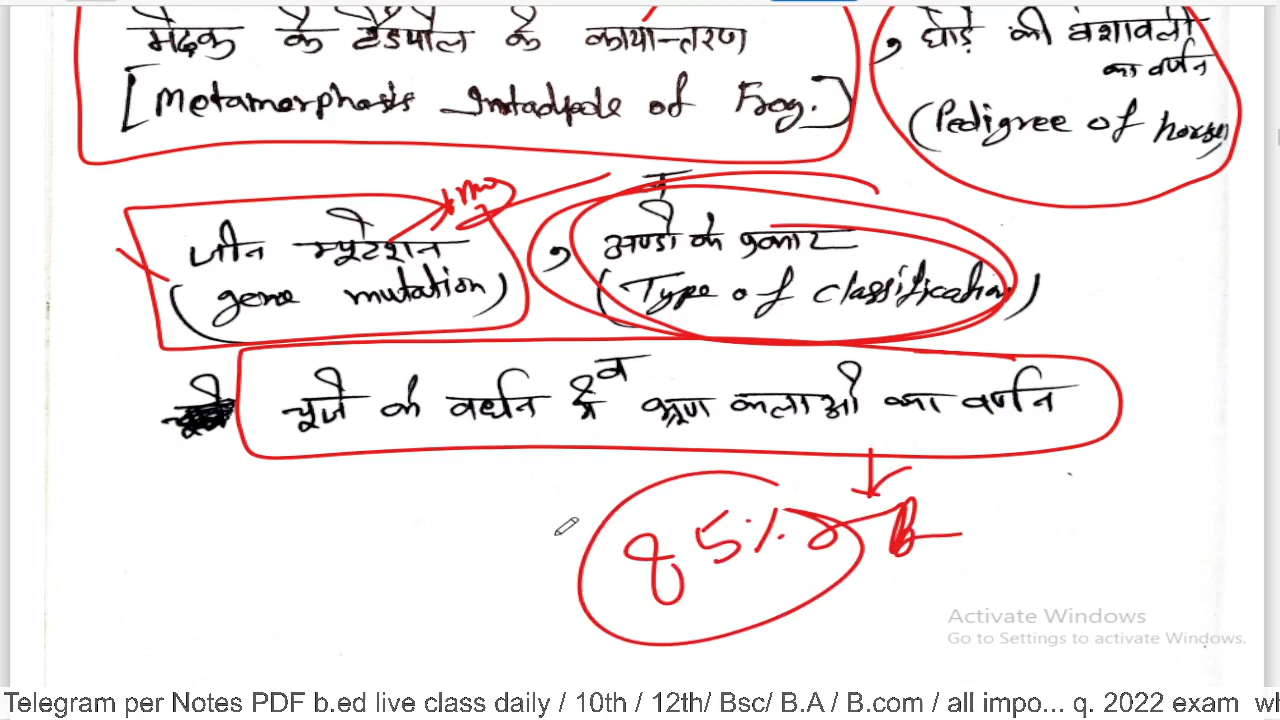 मेढ़क के टैडपोल के कायान्तरण
[Metamorphosis Intadpole of Frog.]
, घोड़े की वंशावली
का वर्णन
(Pedigree of horse)
जीन म्यूटेशन
(gene mutation)
, अण्डों के प्रकार व
(Type of classification)
चूजे के वर्धन में व भ्रूण कलाओं का वर्णन
85%
Activate Windows
Go to Settings to activate Windows.
Telegram per Notes PDF b.ed live class daily / 10th / 12th/ Bsc/ B.A / B.com / all impo... q. 2022 exam